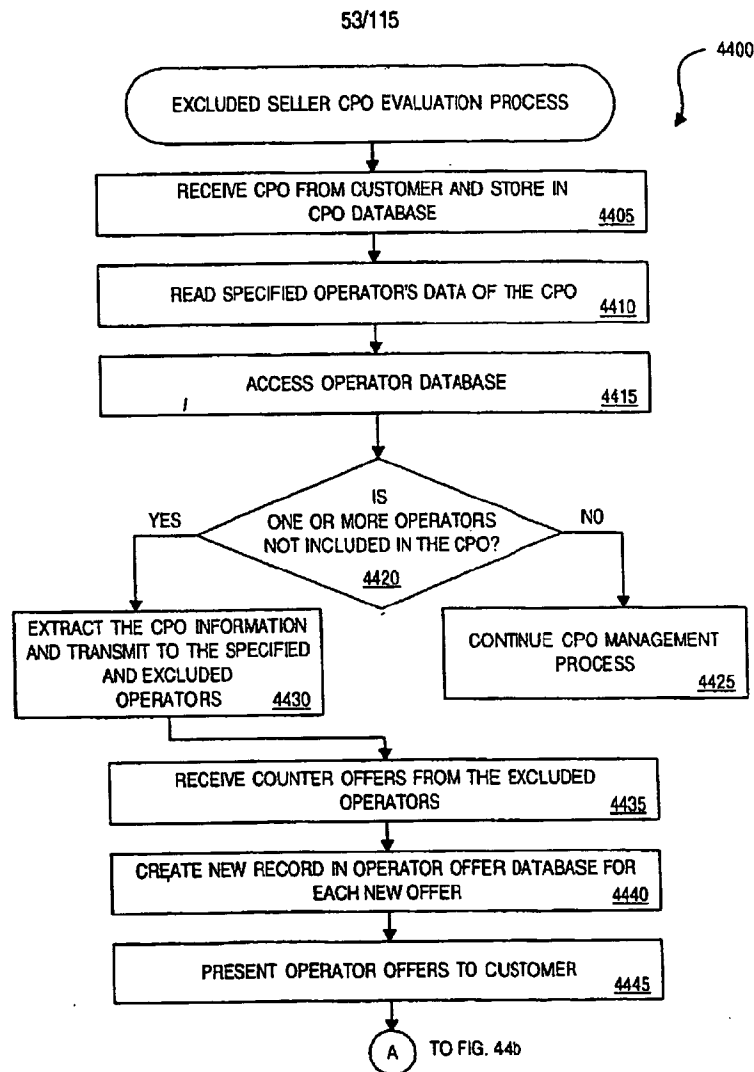 53/115
4400
EXCLUDED SELLER CPO EVALUATION PROCESS
RECEIVE CPO FROM CUSTOMER AND STORE IN
CPO DATABASE
4405
READ SPECIFIED OPERATOR'S DATA OF THE CPO
4410
ACCESS OPERATOR DATABASE
4415
IS
YES
ONE OR MORE OPERATORS
NO
NOT INCLUDED IN THE CPO?
4420
EXTRACT THE CPO INFORMATION
AND TRANSMIT TO THE SPECIFIED
AND EXCLUDED
OPERATORS
4430
CONTINUE CPO MANAGEMENT
PROCESS
4425
RECEIVE COUNTER OFFERS FROM THE EXCLUDED
OPERATORS
4435
CREATE NEW RECORD IN OPERATOR OFFER DATABASE FOR
EACH NEW OFFER
4440
PRESENT OPERATOR OFFERS TO CUSTOMER
4445
A
TO FIG. 44b